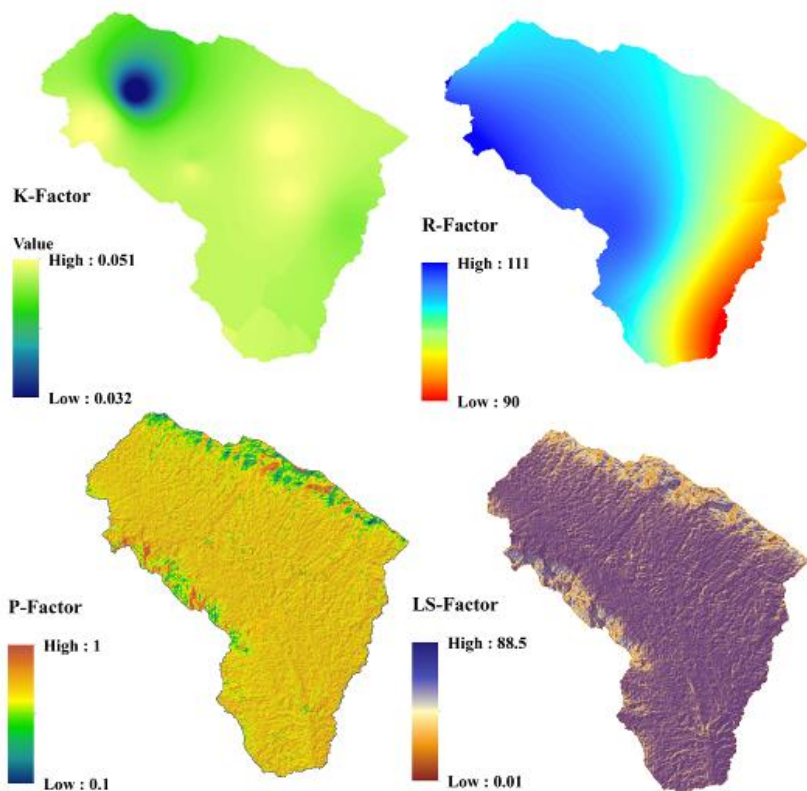 K-Factor
Value
High : 0.051
Low : 0.032
R-Factor
High : 111
Low : 90
P-Factor
High : 1
Low : 0.1
LS-Factor
High : 88.5
Low : 0.01